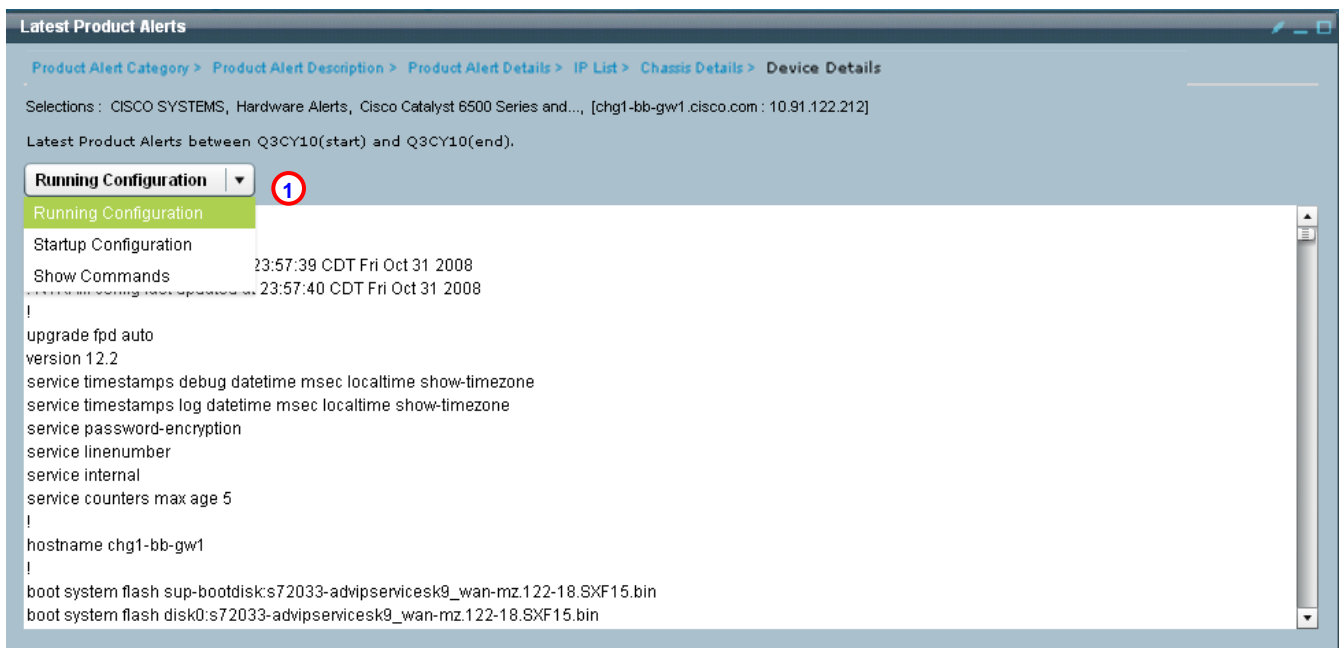 Latest Product Alerts
Product Alert Category > Product Alert Description > Product Alert Details > IP List > Chassis Details > Device Details
Selections : CISCO SYSTEMS, Hardware Alerts, Cisco Catalyst 6500 Series and..., [chg1-bb-gw1.cisco.com : 10.91.122.212]
Latest Product Alerts between Q3CY10(start) and Q3CY10(end).
Running Configuration
1
Running Configuration
Startup Configuration
Show Commands
23:57:39 CDT Fri Oct 31 2008
23:57:40 CDT Fri Oct 31 2008
!
upgrade fpd auto
version 12.2
service timestamps debug datetime msec localtime show-timezone
service timestamps log datetime msec localtime show-timezone
service password-encryption
service linenumber
service internal
service counters max age 5
!
hostname chg1-bb-gw1
!
boot system flash sup-bootdisk:s72033-advipservicesk9_wan-mz.122-18.SXF15.bin
boot system flash disk0:s72033-advipservicesk9_wan-mz.122-18.SXF15.bin